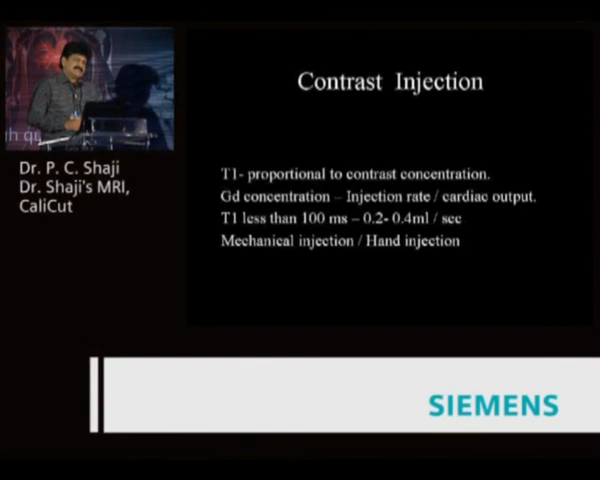 Contrast Injection
T1- proportional to contrast concentration.
Gd concentration – Injection rate / cardiac output.
T1 less than 100 ms – 0.2- 0.4ml / sec
Mechanical injection / Hand injection
Dr. P. C. Shaji
Dr. Shaji's MRI,
CaliCut
SIEMENS